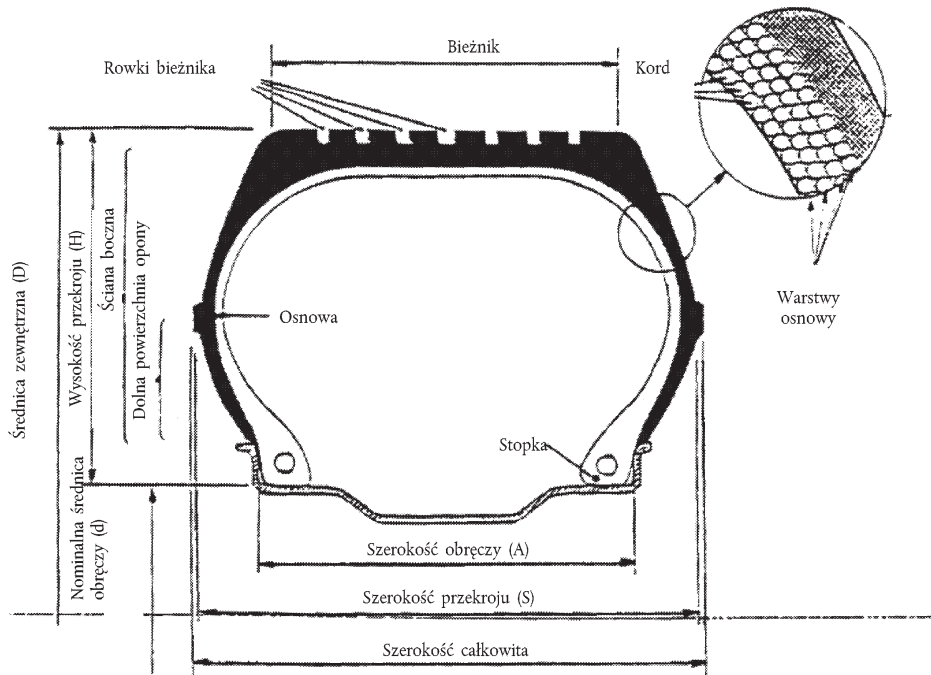 Bieżnik
Rowki bieżnika
Kord
Średnica zewnętrzna (D)
Wysokość przekroju (H)
Ściana boczna
Dolna powierzchnia opony
Osnowa
Warstwy
osnowy
Stopka
Nominalna średnica
obręczy (d)
Szerokość obręczy (A)
Szerokość przekroju (S)
Szerokość całkowita